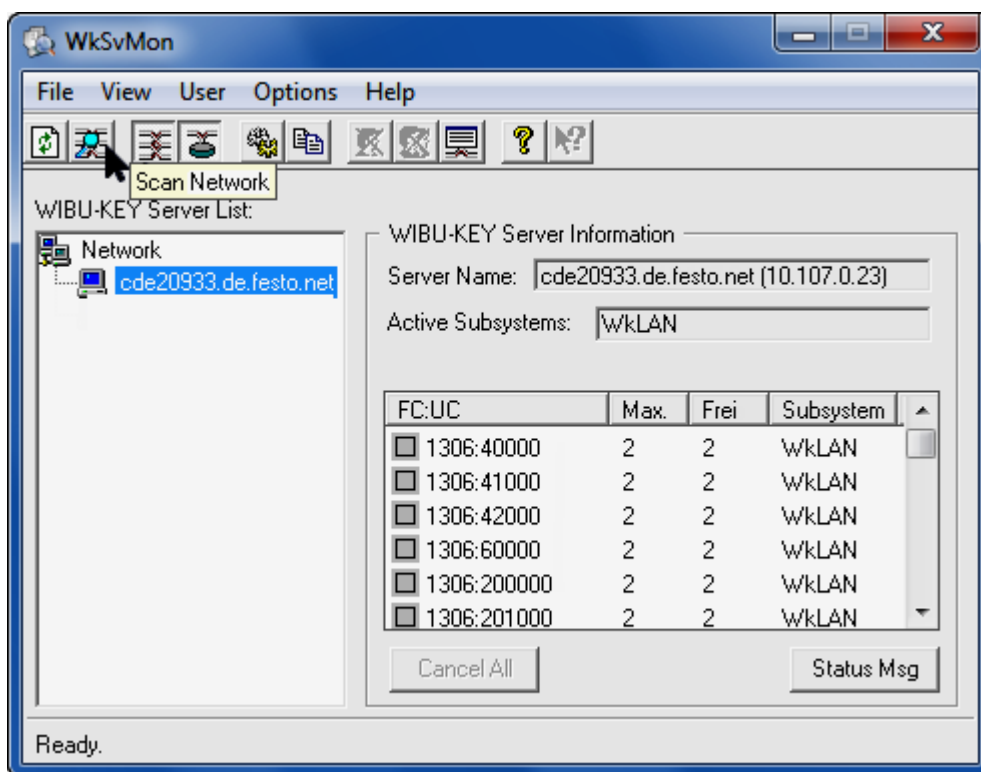 WkSvMon
File View User Options Help
Scan Network
WIBU-KEY Server List:
Network
cde20933.de.festo.net
WIBU-KEY Server Information
Server Name: cde20933.de.festo.net (10.107.0.23)
Active Subsystems: WkLAN
FC:UC Max. Frei Subsystem
1306:40000 2 2 WkLAN
1306:41000 2 2 WkLAN
1306:42000 2 2 WkLAN
1306:60000 2 2 WkLAN
1306:200000 2 2 WkLAN
1306:201000 2 2 WkLAN
Cancel All Status Msg
Ready.